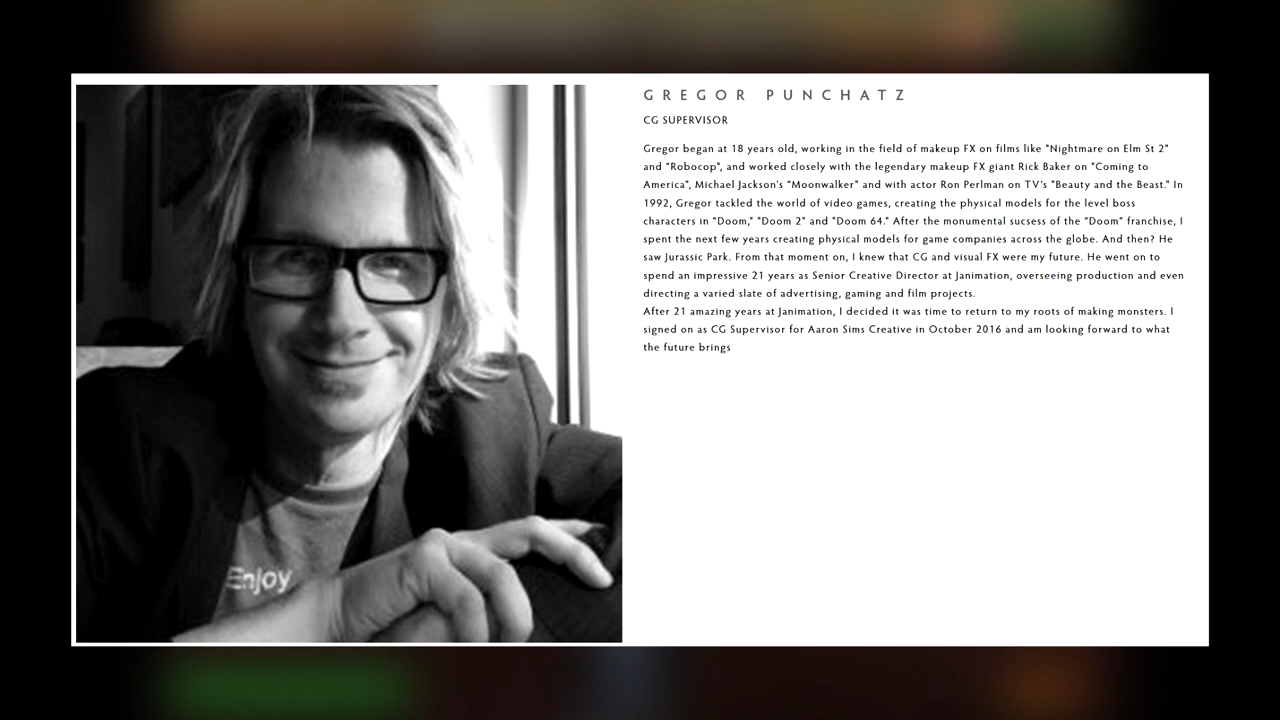 GREGOR PUNCHATZ
CG SUPERVISOR
Gregor began at 18 years old, working in the field of makeup FX on films like "Nightmare on Elm St 2"
and "Robocop", and worked closely with the legendary makeup FX giant Rick Baker on "Coming to
America", Michael Jackson's "Moonwalker" and with actor Ron Perlman on TV's "Beauty and the Beast." In
1992, Gregor tackled the world of video games, creating the physical models for the level boss
characters in "Doom," "Doom 2" and "Doom 64." After the monumental sucsess of the "Doom" franchise, I
spent the next few years creating physical models for game companies across the globe. And then? He
saw Jurassic Park. From that moment on, I knew that CG and visual FX were my future. He went on to
spend an impressive 21 years as Senior Creative Director at Janimation, overseeing production and even
directing a varied slate of advertising, gaming and film projects.
After 21 amazing years at Janimation, I decided it was time to return to my roots of making monsters. I
signed on as CG Supervisor for Aaron Sims Creative in October 2016 and am looking forward to what
the future brings
Enjoy